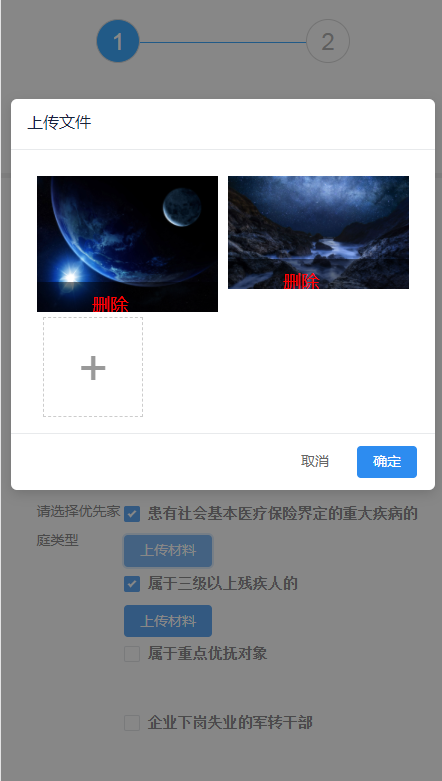 1
2
上传文件
删除
删除
取消
确定
请选择优先家
庭类型
患有社会基本医疗保险界定的重大疾病的
上传材料
属于三级以上残疾人的
上传材料
属于重点优抚对象
企业下岗失业的军转干部